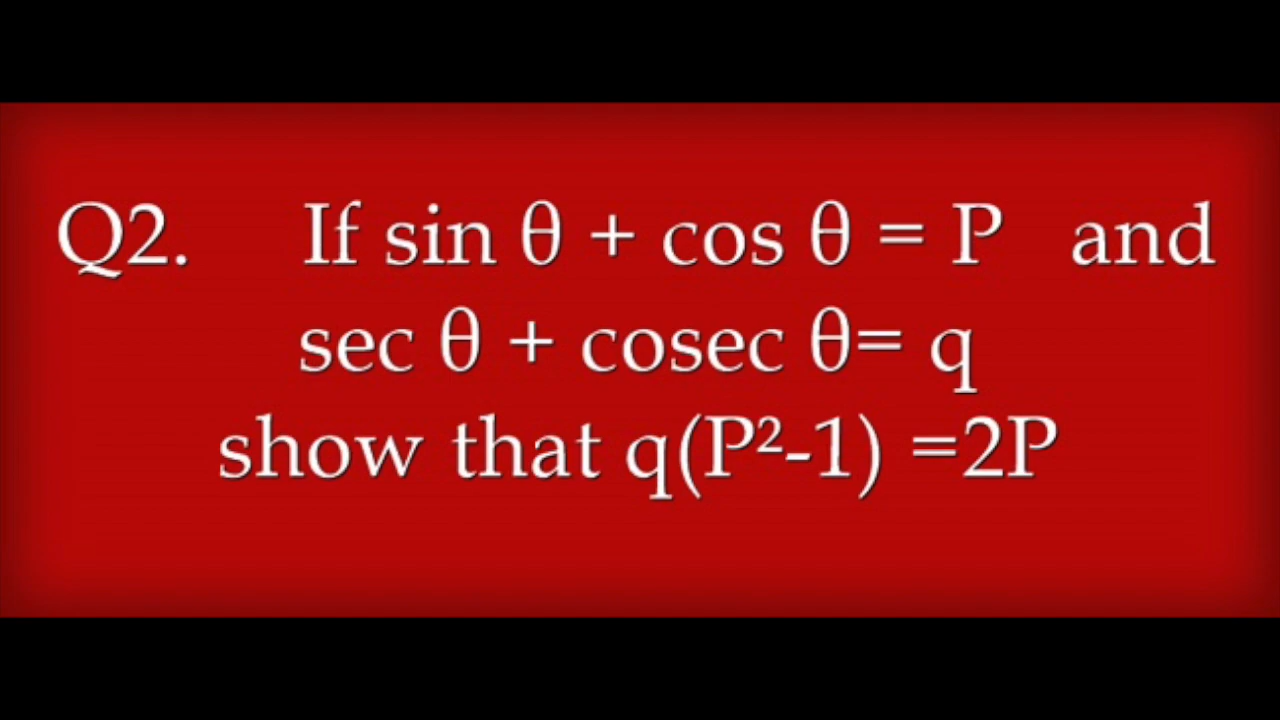 Q2. If sin θ + cos θ = P and
sec θ + cosec θ= q
show that q(P²-1) =2P